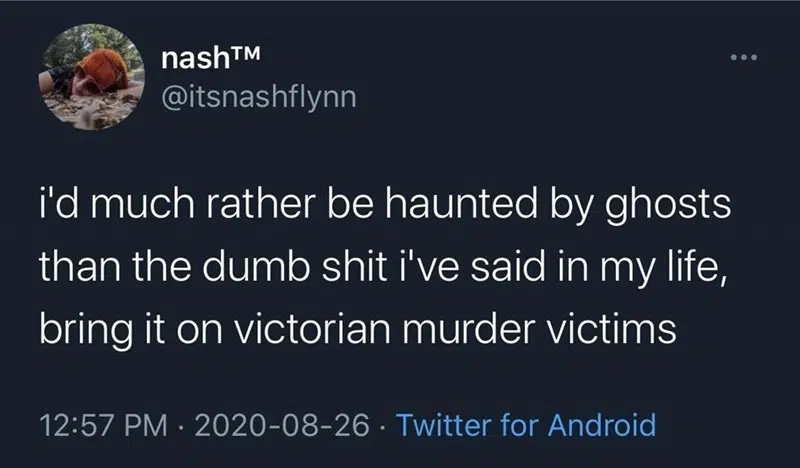 nash™
@itsnashflynn
i'd much rather be haunted by ghosts
than the dumb shit i've said in my life,
bring it on victorian murder victims
12:57 PM · 2020-08-26 · Twitter for Android